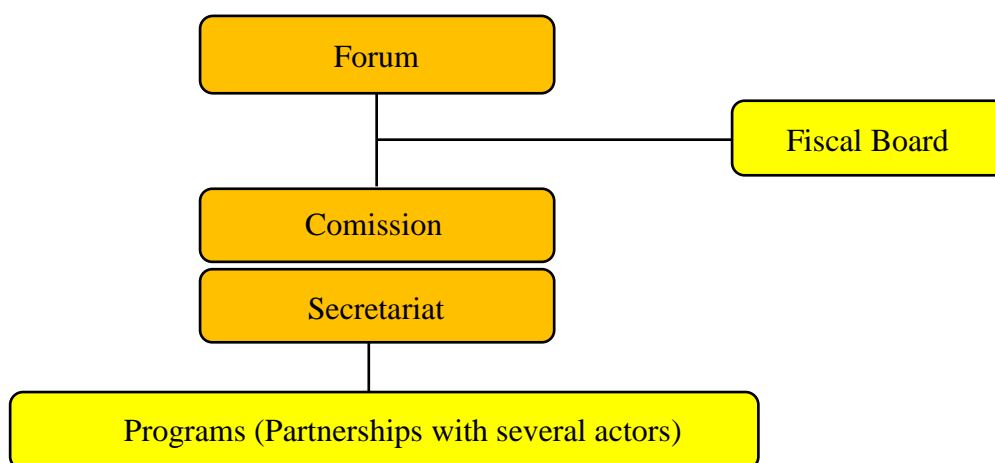 Forum
Fiscal Board
Comission
Secretariat
Programs (Partnerships with several actors)